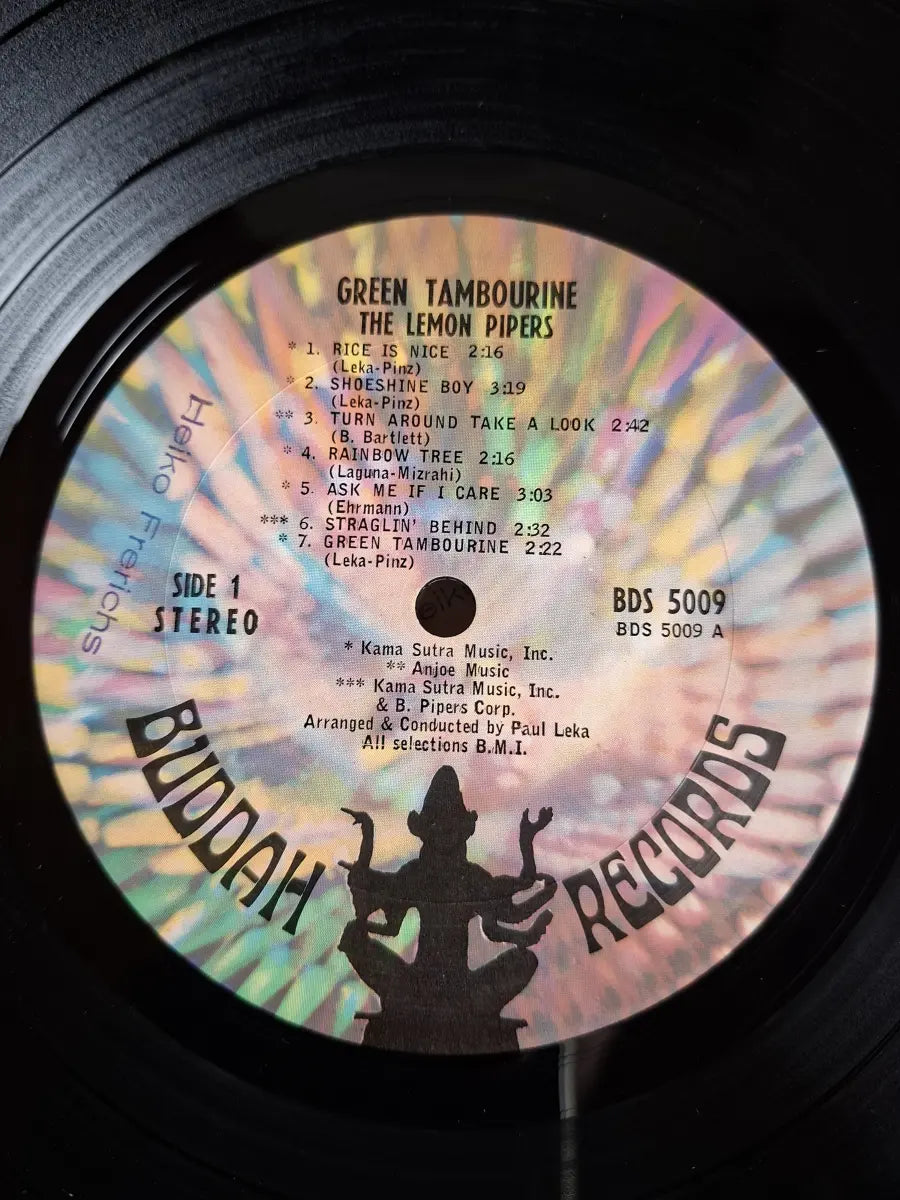 GREEN TAMBOURINE
THE LEMON PIPERS
* 1. RICE IS NICE 2:16
(Leka-Pinz)
* 2. SHOESHINE BOY 3:19
(Leka-Pinz)
** 3. TURN AROUND TAKE A LOOK 2:42
(B. Bartlett)
* 4. RAINBOW TREE 2:16
(Laguna-Mizrahi)
* 5. ASK ME IF I CARE 3:03
(Ehrmann)
*** 6. STRAGLIN' BEHIND 2:32
* 7. GREEN TAMBOURINE 2:22
(Leka-Pinz)
Heiko Frerichs
SIDE 1
STEREO
BDS 5009
BDS 5009 A
eik
* Kama Sutra Music, Inc.
** Anjoe Music
*** Kama Sutra Music, Inc.
& B. Pipers Corp.
Arranged & Conducted by Paul Leka
All selections B.M.I.
BUDDAH RECORDS